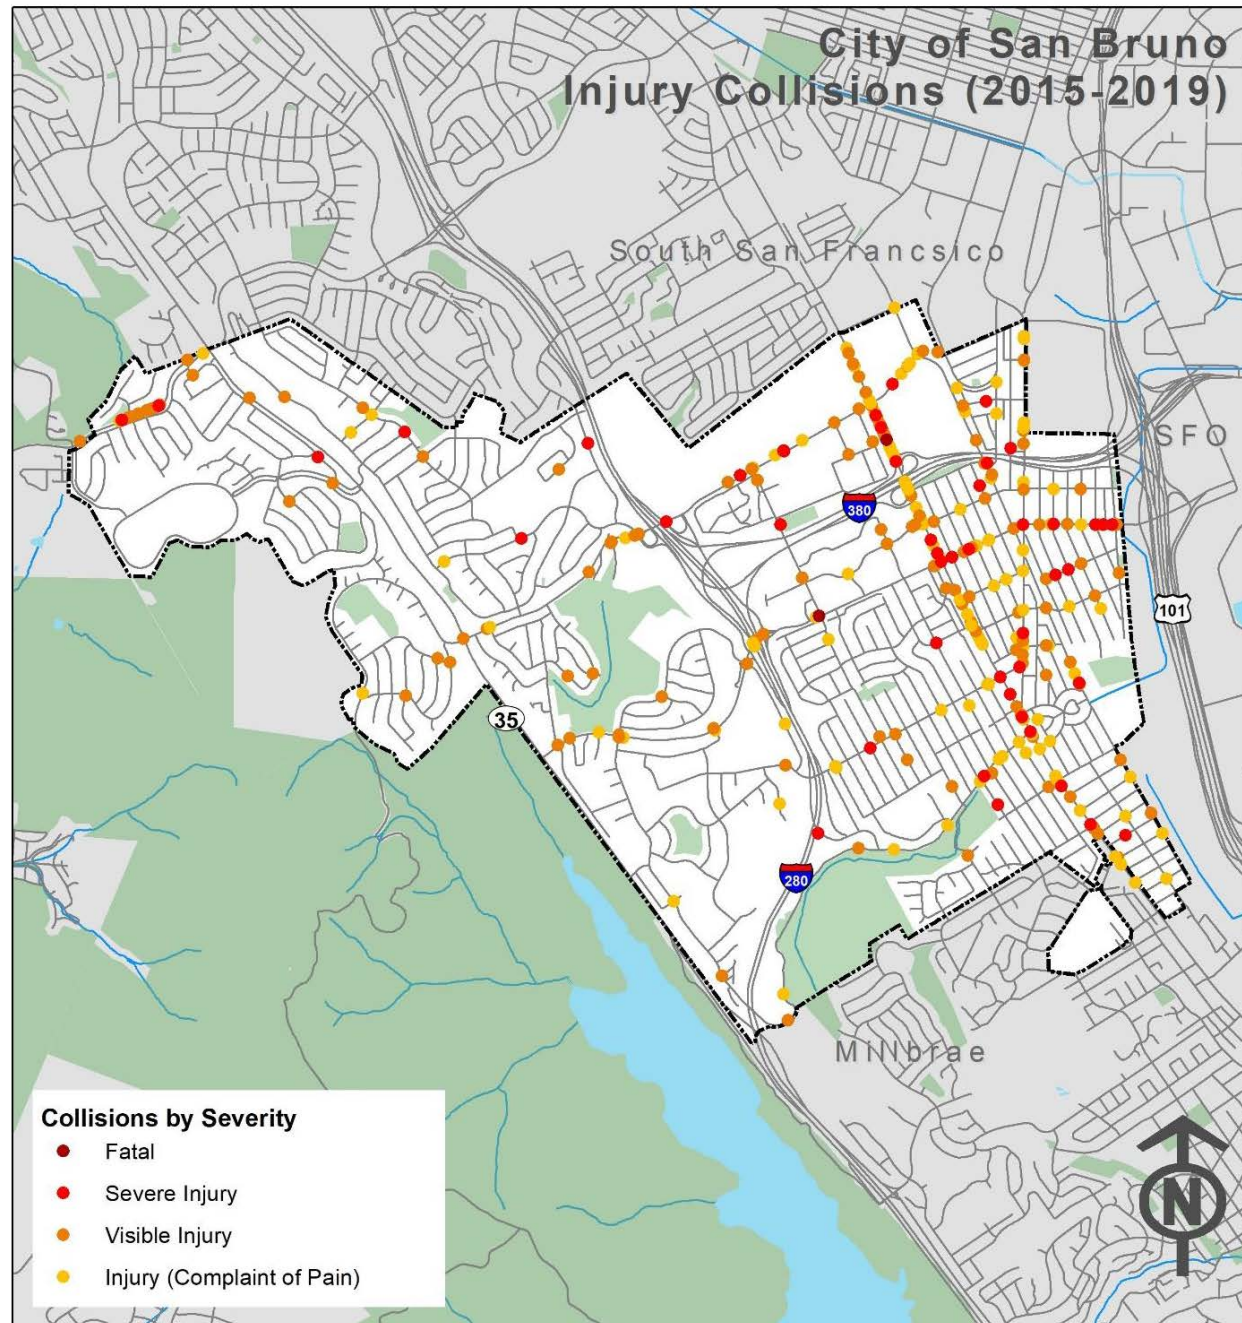 City of San Bruno
Injury Collisions (2015-2019)
South San Francsico
SFO
380
101
35
280
Millbrae
Collisions by Severity
Fatal
Severe Injury
Visible Injury
Injury (Complaint of Pain)
N